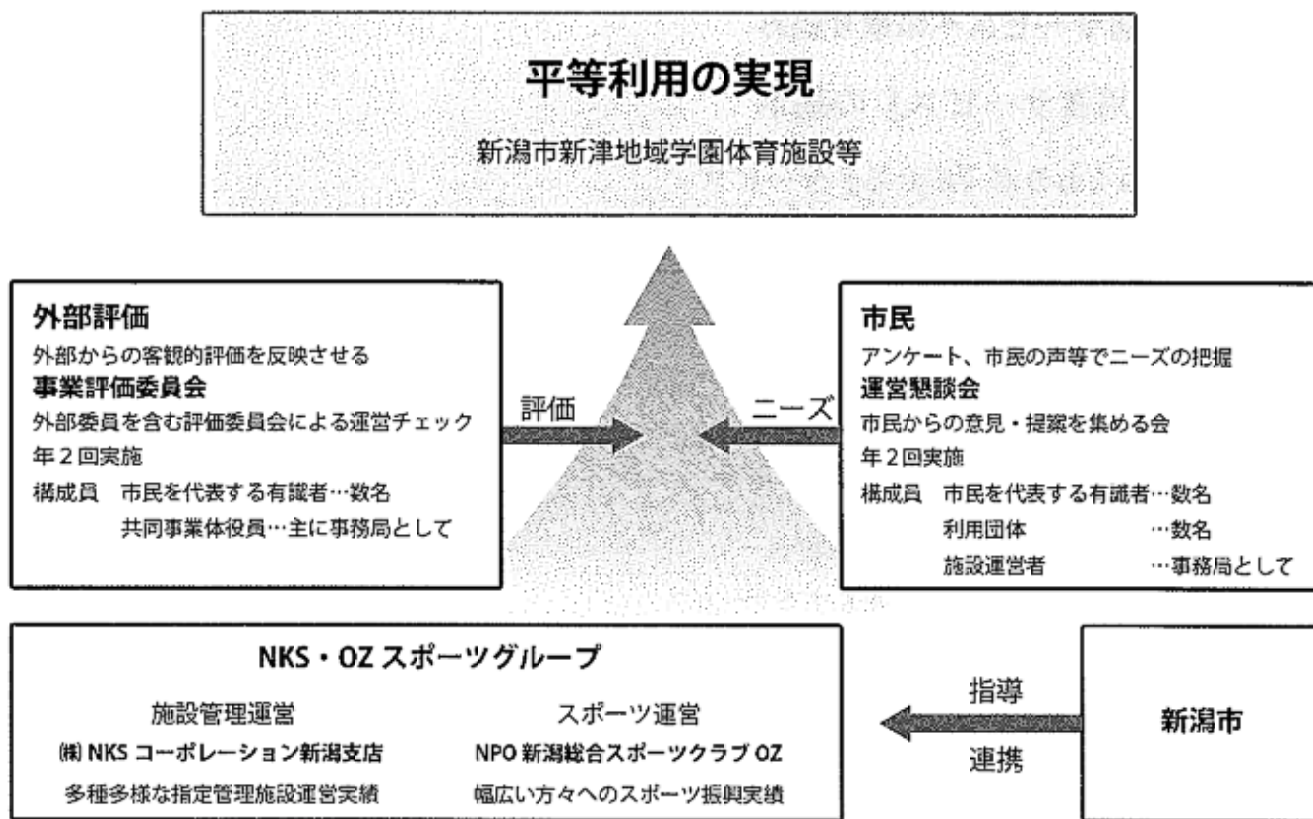 平等利用の実現
新潟市新津地域学園体育施設等
外部評価
外部からの客観的評価を反映させる
事業評価委員会
外部委員を含む評価委員会による運営チェック
年２回実施
構成員　市民を代表する有識者…数名
共同事業体役員…主に事務局として
評価
ニーズ
市民
アンケート、市民の声等でニーズの把握
運営懇談会
市民からの意見・提案を集める会
年２回実施
構成員　市民を代表する有識者…数名
利用団体　…数名
施設運営者　…事務局として
NKS・OZ スポーツグループ
施設管理運営
㈱ NKS コーポレーション新潟支店
多種多様な指定管理施設運営実績
スポーツ運営
NPO 新潟総合スポーツクラブ OZ
幅広い方々へのスポーツ振興実績
指導
連携
新潟市